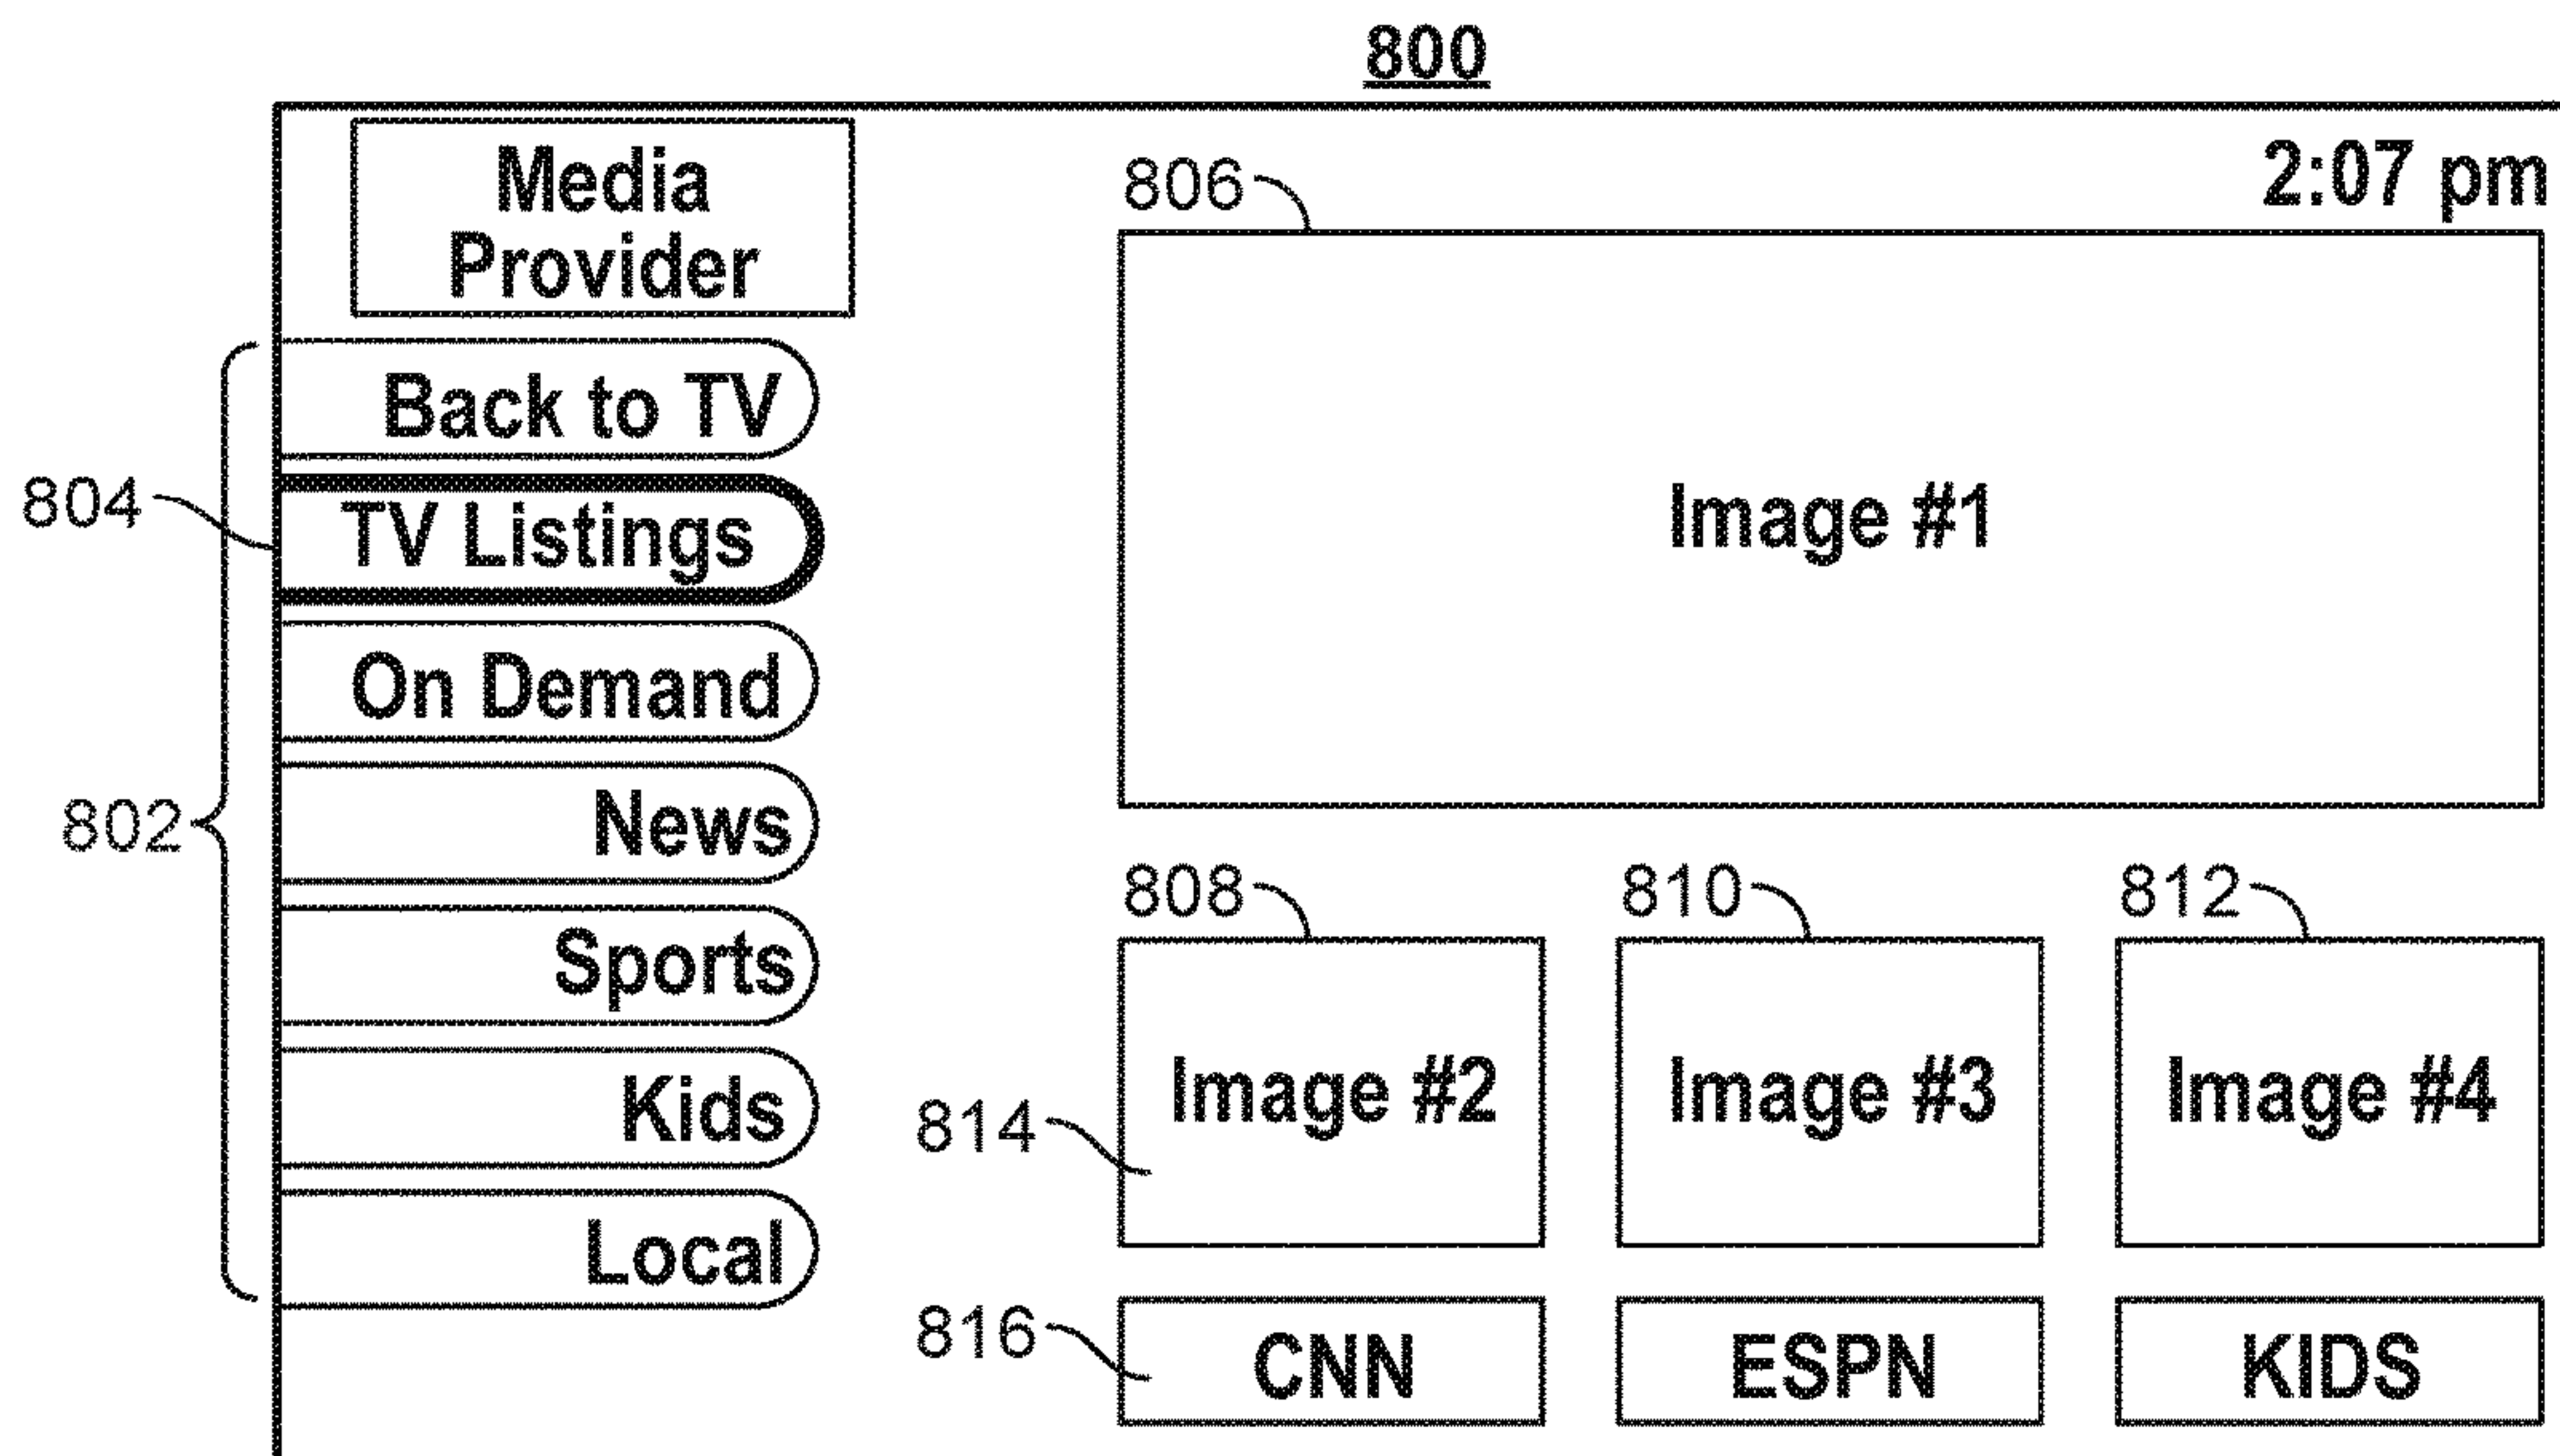 800
Media
Provider
2:07 pm
806
Back to TV
804
TV Listings
Image #1
On Demand
802
News
808
810
812
Sports
Image #2
Image #3
Image #4
Kids
814
Local
816
CNN
ESPN
KIDS